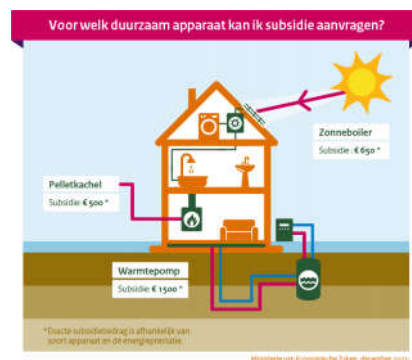 Voor welk duurzaam apparaat kan ik subsidie aanvragen?
Zonneboiler
Subsidie: € 650 *
Pelletkachel
Subsidie: € 500 *
Warmtepomp
Subsidie: € 1500 *
*Exacte subsidiebedrag is afhankelijk van
soort apparaat en de energieprestatie.
Ministerie van Economische Zaken, december